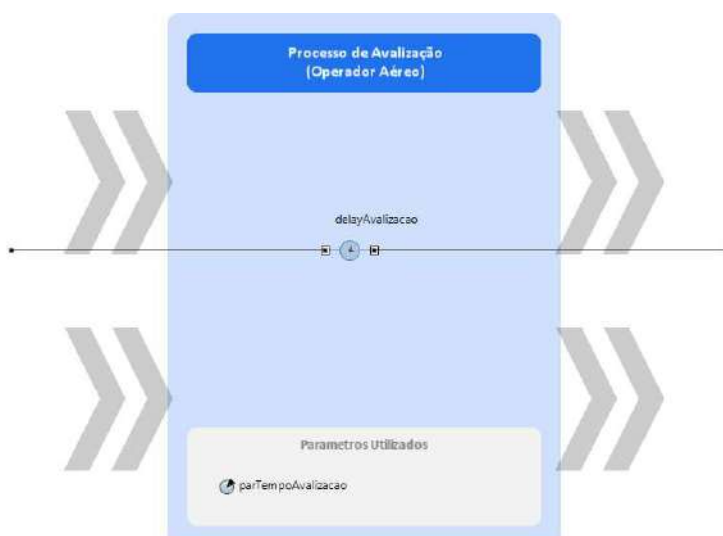 Processo de Avalização
(Operador Aéreo)
delayAvalizacao
Parametros Utilizados
parTempoAvalizacao